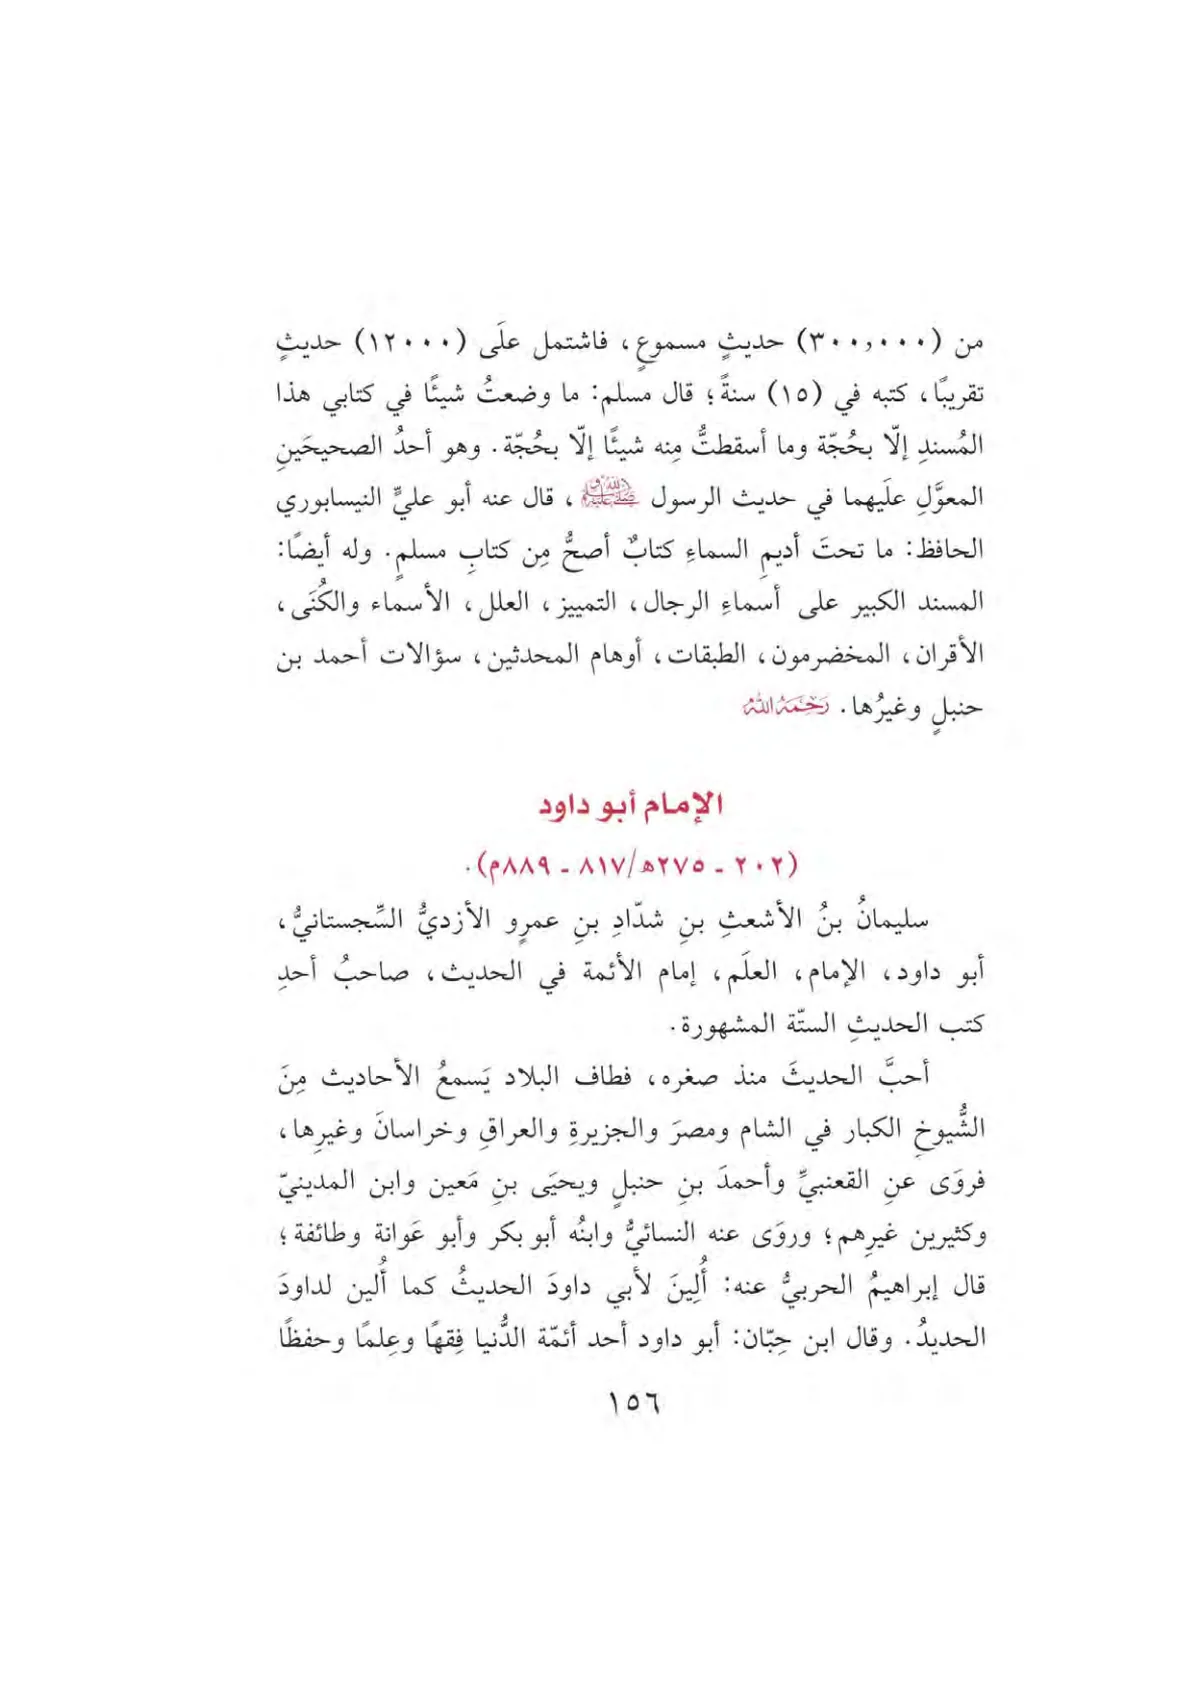 من (٣٠٠,٠٠٠) حديثٍ مسموعٍ، فاشتمل علَى (١٢٠٠٠) حديثٍ
تقريبًا، كتبه في (١٥) سنةً؛ قال مسلم: ما وضعتُ شيئًا في كتابي هذا
المُسندِ إلّا بحُجّة وما أسقطتُّ مِنه شيئًا إلّا بحُجّة. وهو أحدُ الصحيحَينِ
المعوَّلِ علَيهما في حديث الرسول ﷺ، قال عنه أبو عليٍّ النيسابوري
الحافظ: ما تحتَ أديمِ السماءِ كتابٌ أصحُّ مِن كتابِ مسلمٍ. وله أيضًا:
المسند الكبير على أسماءِ الرجال، التمييز، العلل، الأسماء والكُنَى،
الأقران، المخضرمون، الطبقات، أوهام المحدثين، سؤالات أحمد بن
حنبلٍ وغيرُها. رَحِمَهُ اللهُ
الإمام أبو داود
(٢٠٢ - ٢٧٥هـ/٨١٧ - ٨٨٩م).
سليمانُ بنُ الأشعثِ بنِ شدّادِ بنِ عمرٍو الأزديُّ السِّجستانيُّ،
أبو داود، الإمام، العلَم، إمام الأئمة في الحديث، صاحبُ أحدِ
كتب الحديثِ الستّة المشهورة.
أحبَّ الحديثَ منذ صغره، فطاف البلاد يَسمعُ الأحاديث مِنَ
الشُّيوخِ الكبار في الشام ومصرَ والجزيرةِ والعراقِ وخراسانَ وغيرِها،
فروَى عنِ القعنبيِّ وأحمدَ بنِ حنبلٍ ويحيَى بنِ مَعين وابن المدينيّ
وكثيرين غيرِهم؛ وروَى عنه النسائيُّ وابنُه أبو بكر وأبو عَوانة وطائفة؛
قال إبراهيمُ الحربيُّ عنه: أُلِينَ لأبي داودَ الحديثُ كما أُلين لداودَ
الحديدُ. وقال ابن حِبّان: أبو داود أحد أئمّة الدُّنيا فِقهًا وعِلمًا وحفظًا
١٥٦